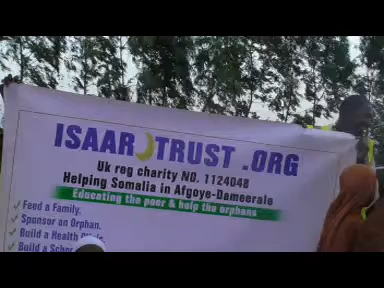 ISAAR TRUST .ORG
Uk reg charity NO. 1124048
Helping Somalia in Afgoye-Dameerale
Educating the poor & help the orphans
✓ Feed a Family.
✓ Sponsor an Orphan.
✓ Build a Health
✓ Build a